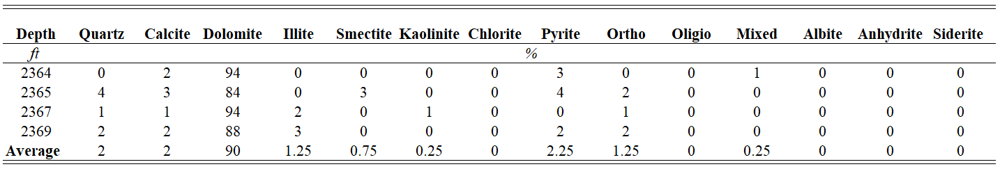 Depth Quartz Calcite Dolomite Illite Smectite Kaolinite Chlorite Pyrite Ortho Oligio Mixed Albite Anhydrite Siderite
ft %
2364 0 2 94 0 0 0 0 3 0 0 1 0 0 0
2365 4 3 84 0 3 0 0 4 2 0 0 0 0 0
2367 1 1 94 2 0 1 0 0 1 0 0 0 0 0
2369 2 2 88 3 0 0 0 2 2 0 0 0 0 0
Average 2 2 90 1.25 0.75 0.25 0 2.25 1.25 0 0.25 0 0 0